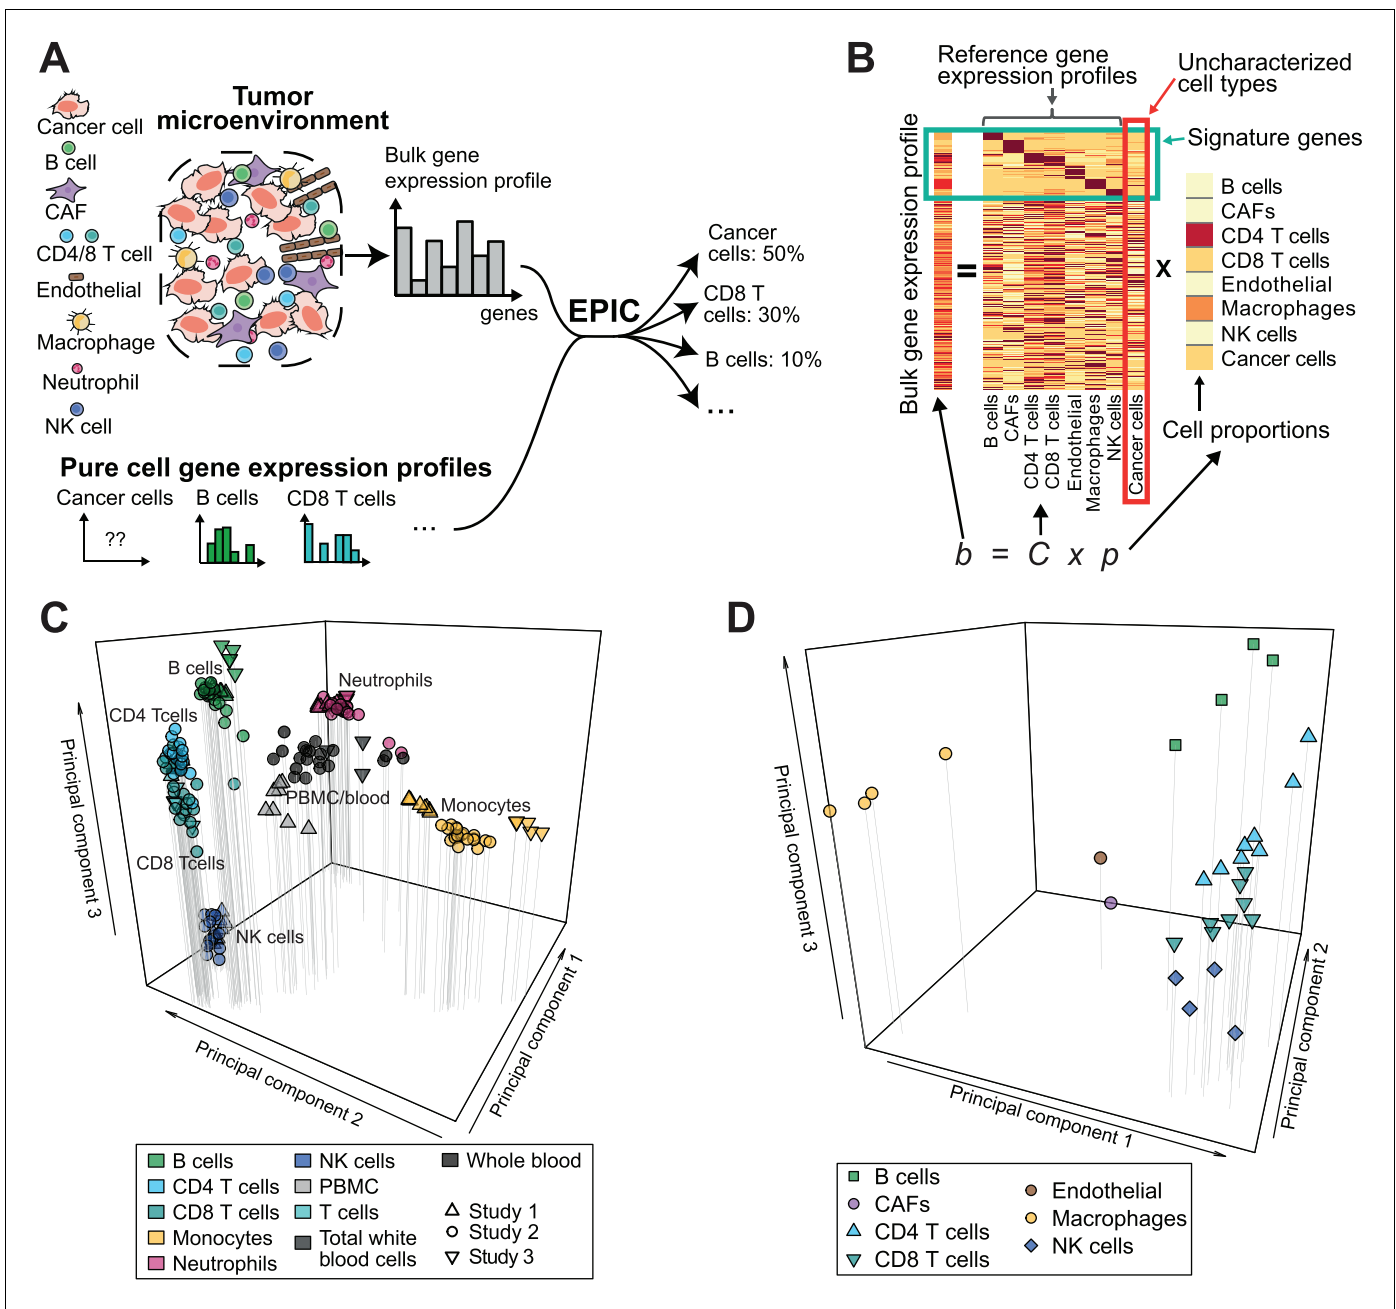 A
Cancer cell
B cell
CAF
CD4/8 T cell
Endothelial
Macrophage
Neutrophil
NK cell
Tumor
microenvironment
Bulk gene
expression profile
genes
EPIC
Cancer
cells: 50%
CD8 T
cells: 30%
B cells: 10%
...
Pure cell gene expression profiles
Cancer cells
B cells
CD8 T cells
??
...
B
Reference gene
expression profiles
Uncharacterized
cell types
Signature genes
Bulk gene expression profile
=
x
B cells
CAFs
CD4 T cells
CD8 T cells
Endothelial
Macrophages
NK cells
Cancer cells
B cells
CAFs
CD4 T cells
CD8 T cells
Endothelial
Macrophages
NK cells
Cancer cells
Cell proportions
b = C x p
C
B cells
CD4 Tcells
CD8 Tcells
NK cells
Neutrophils
PBMC/blood
Monocytes
Principal component 3
Principal component 2
Principal component 1
B cells
CD4 T cells
CD8 T cells
Monocytes
Neutrophils
NK cells
PBMC
T cells
Total white
blood cells
Whole blood
Study 1
Study 2
Study 3
D
Principal component 3
Principal component 1
Principal component 2
B cells
CAFs
CD4 T cells
CD8 T cells
Endothelial
Macrophages
NK cells